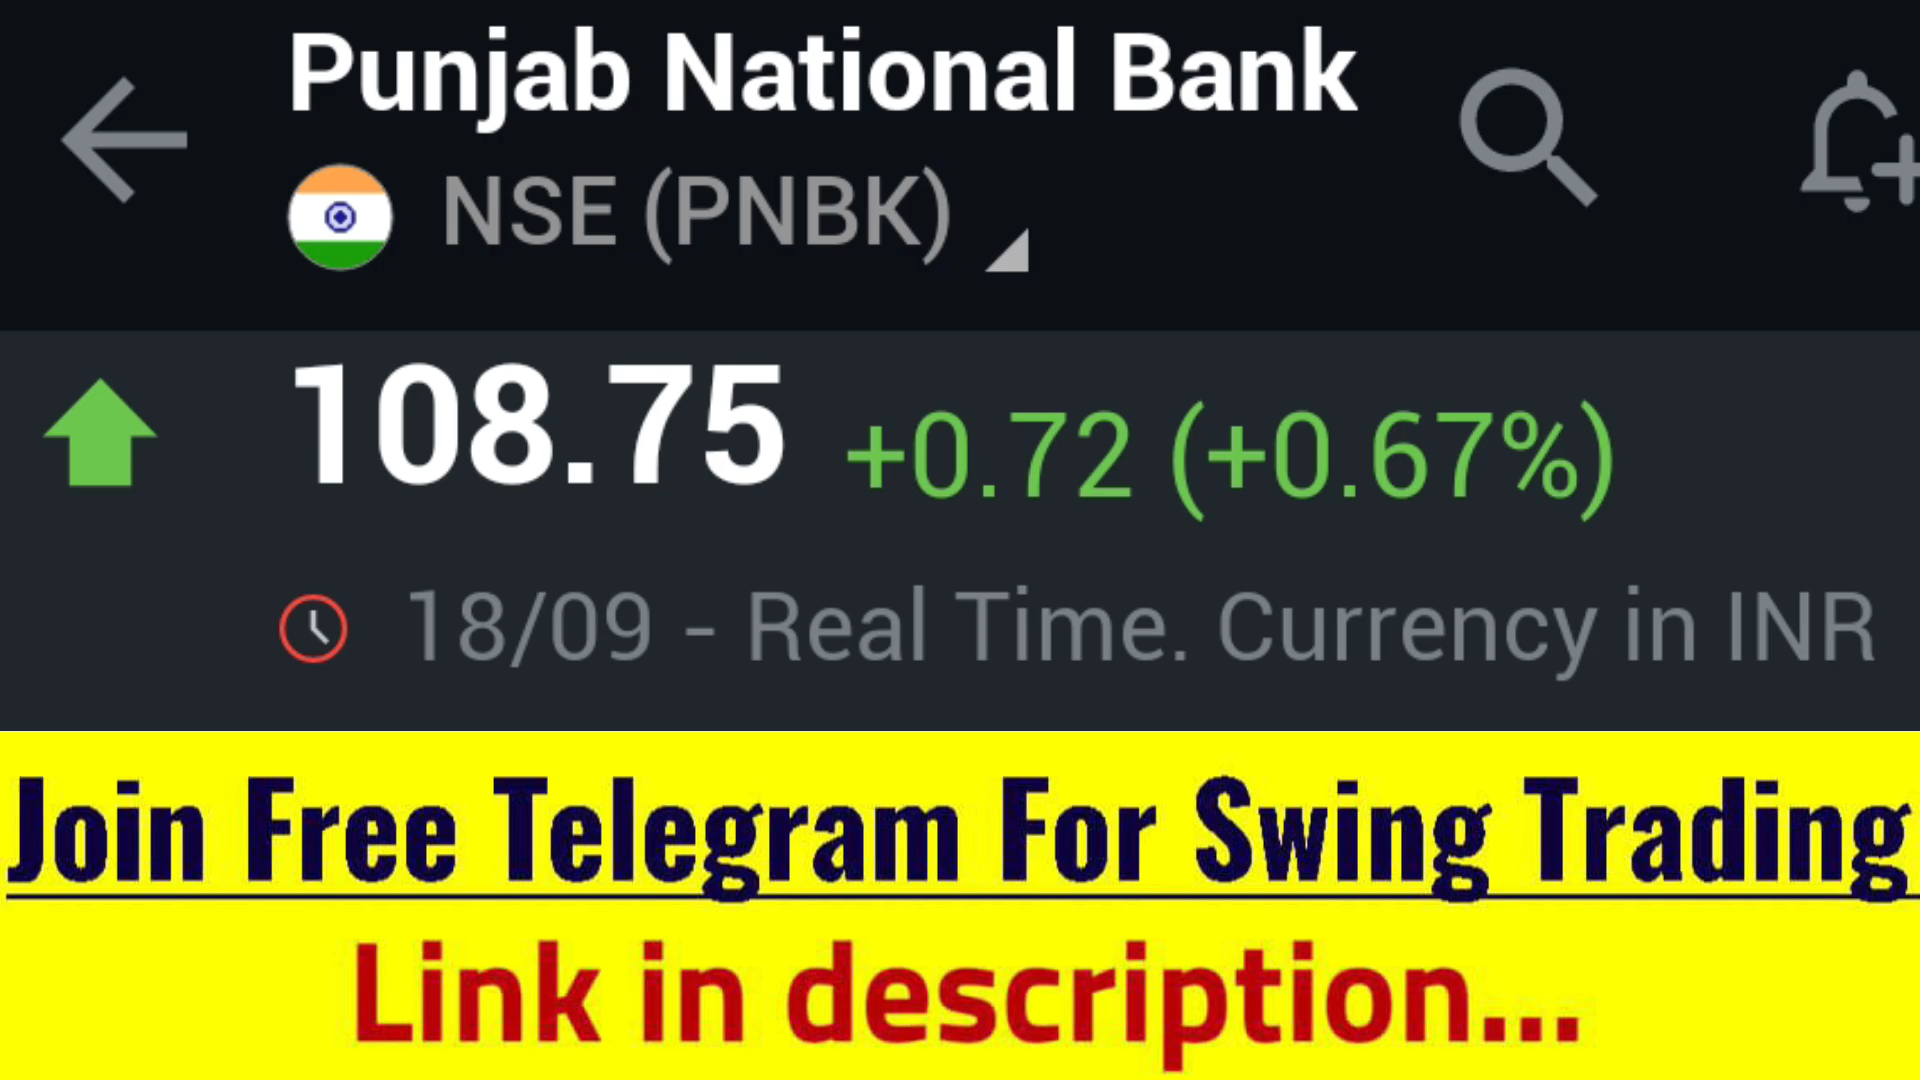 Punjab National Bank
NSE (PNBK)
108.75 +0.72 (+0.67%)
18/09 - Real Time. Currency in INR
Join Free Telegram For Swing Trading
Link in description...